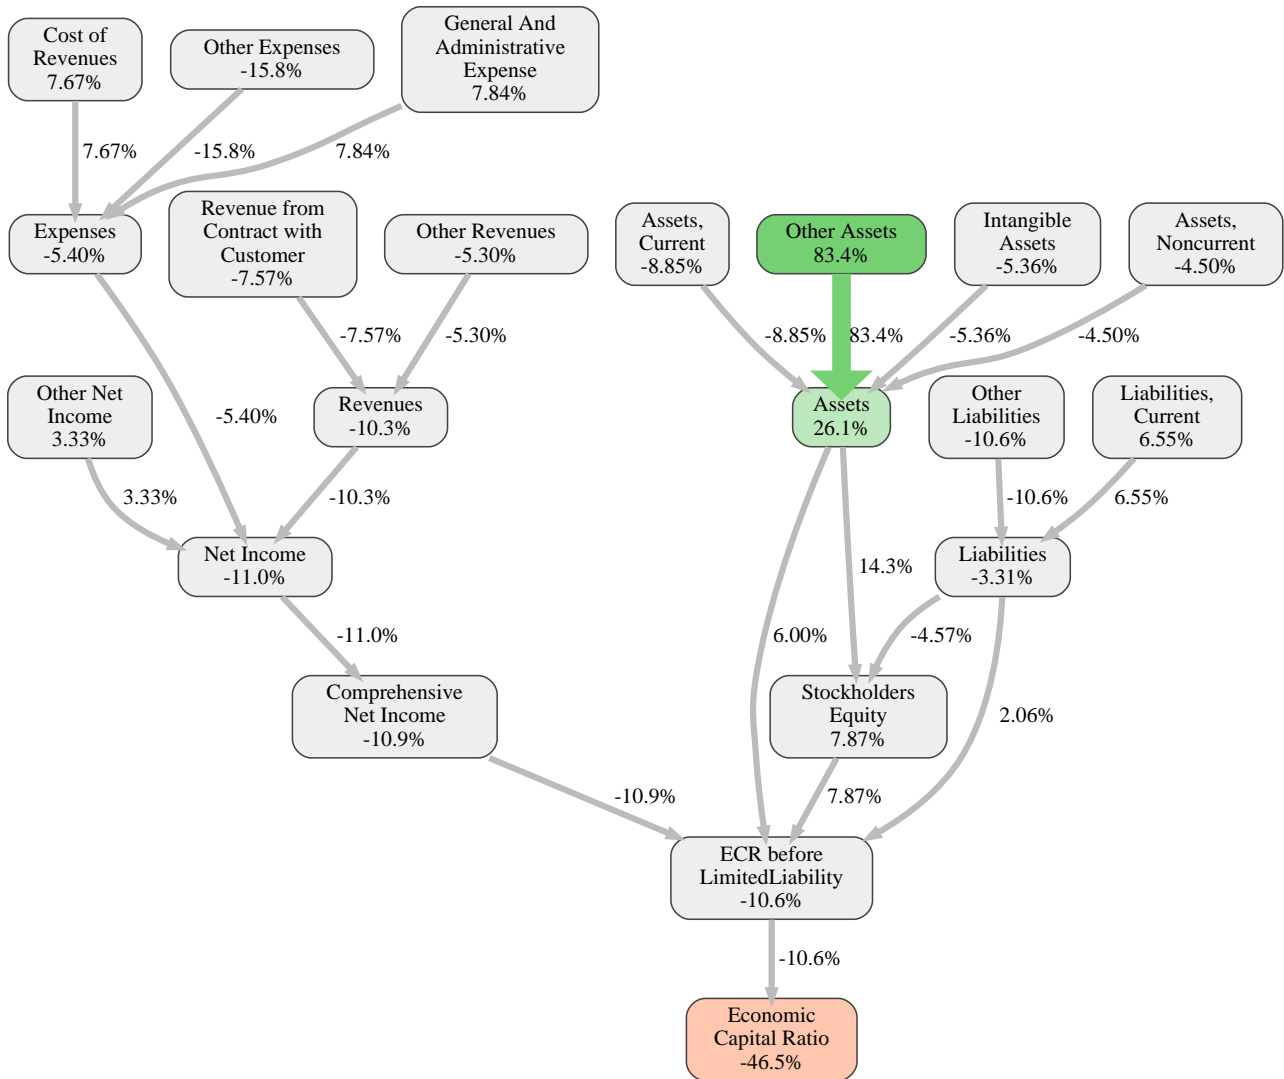 Cost of
Revenues
7.67%
Other Expenses
-15.8%
General And
Administrative
Expense
7.84%
7.67%
-15.8%
7.84%
Expenses
-5.40%
Revenue from
Contract with
Customer
-7.57%
Other Revenues
-5.30%
Assets,
Current
-8.85%
Other Assets
83.4%
Intangible
Assets
-5.36%
Assets,
Noncurrent
-4.50%
-7.57%
-5.30%
-8.85%
83.4%
-5.36%
-4.50%
Other Net
Income
3.33%
-5.40%
Revenues
-10.3%
Assets
26.1%
Other
Liabilities
-10.6%
Liabilities,
Current
6.55%
3.33%
-10.3%
-10.6%
6.55%
Net Income
-11.0%
14.3%
Liabilities
-3.31%
-11.0%
6.00%
-4.57%
Comprehensive
Net Income
-10.9%
Stockholders
Equity
7.87%
2.06%
-10.9%
7.87%
ECR before
LimitedLiability
-10.6%
-10.6%
Economic
Capital Ratio
-46.5%